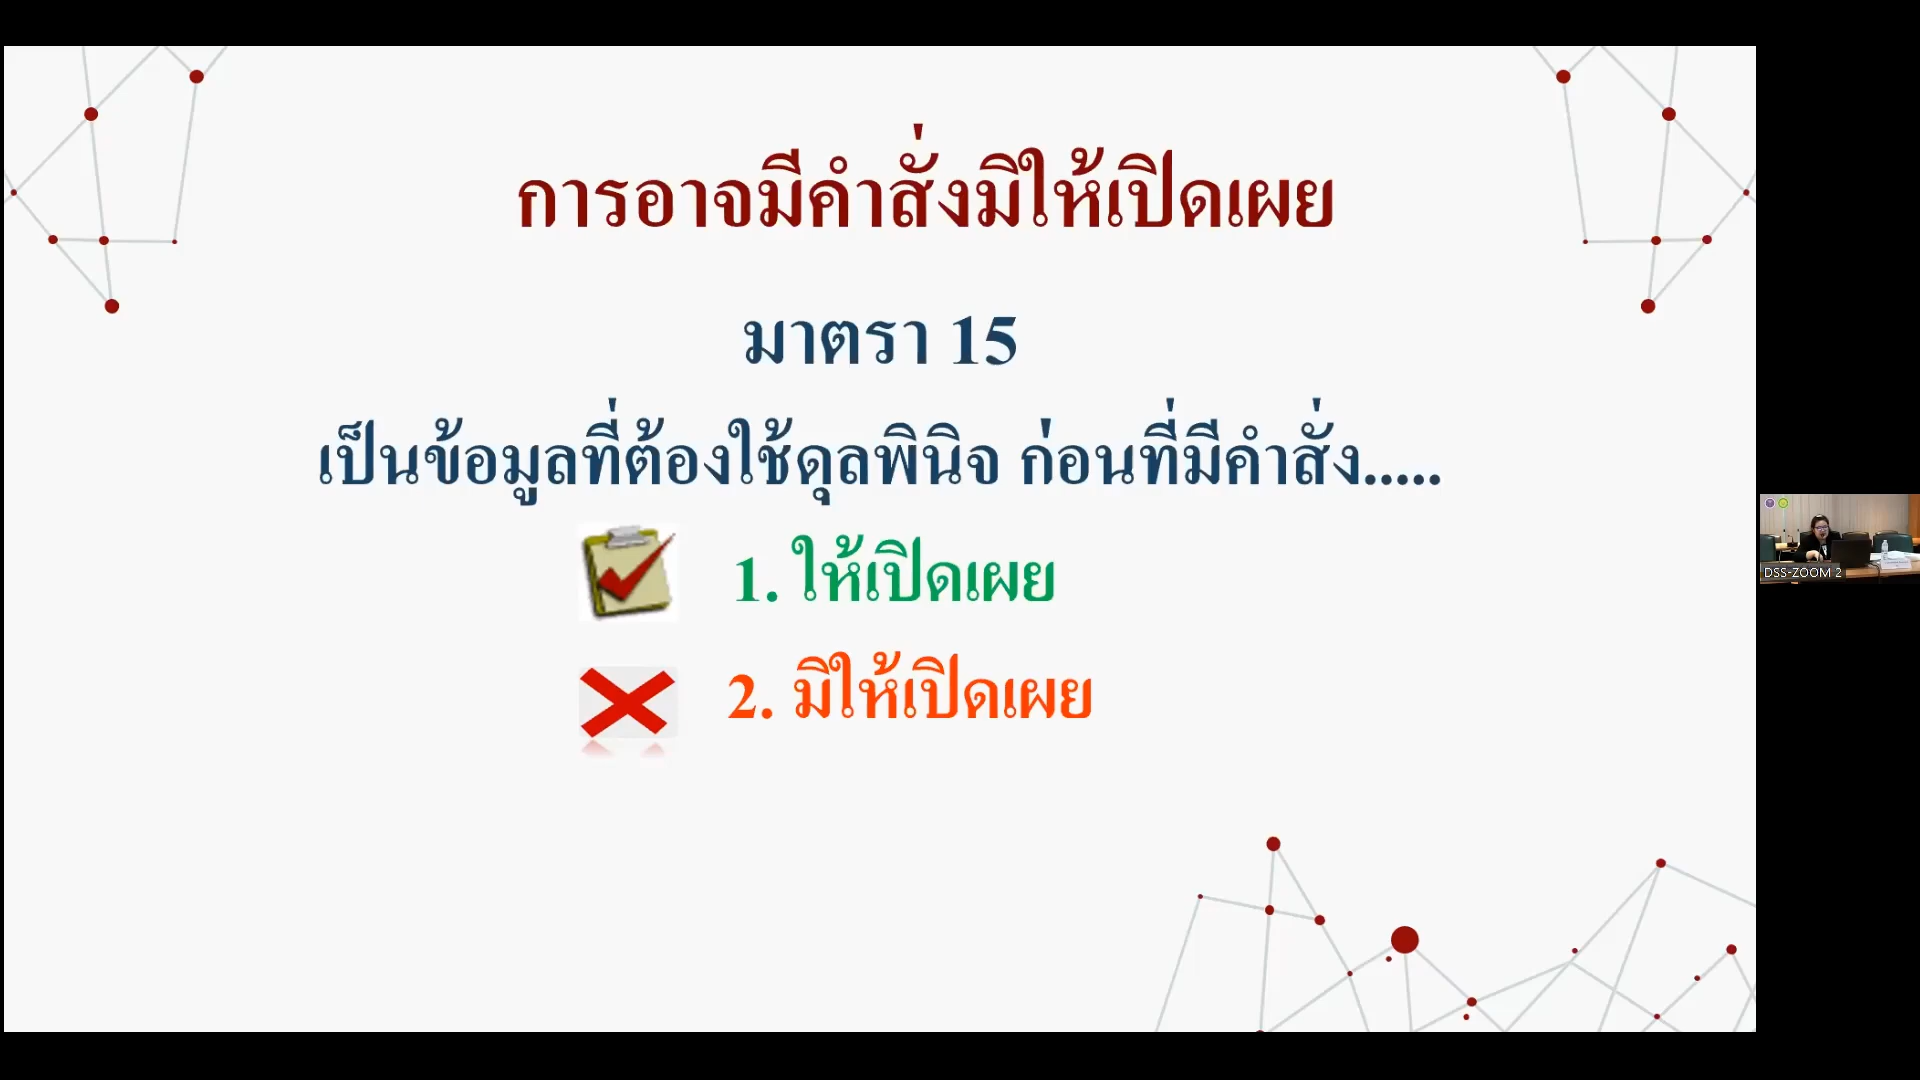 การอาจมีคำสั่งมิให้เปิดเผย
มาตรา 15
เป็นข้อมูลที่ต้องใช้ดุลพินิจ ก่อนที่มีคำสั่ง.....
1. ให้เปิดเผย
2. มิให้เปิดเผย
DSS-ZOOM 2